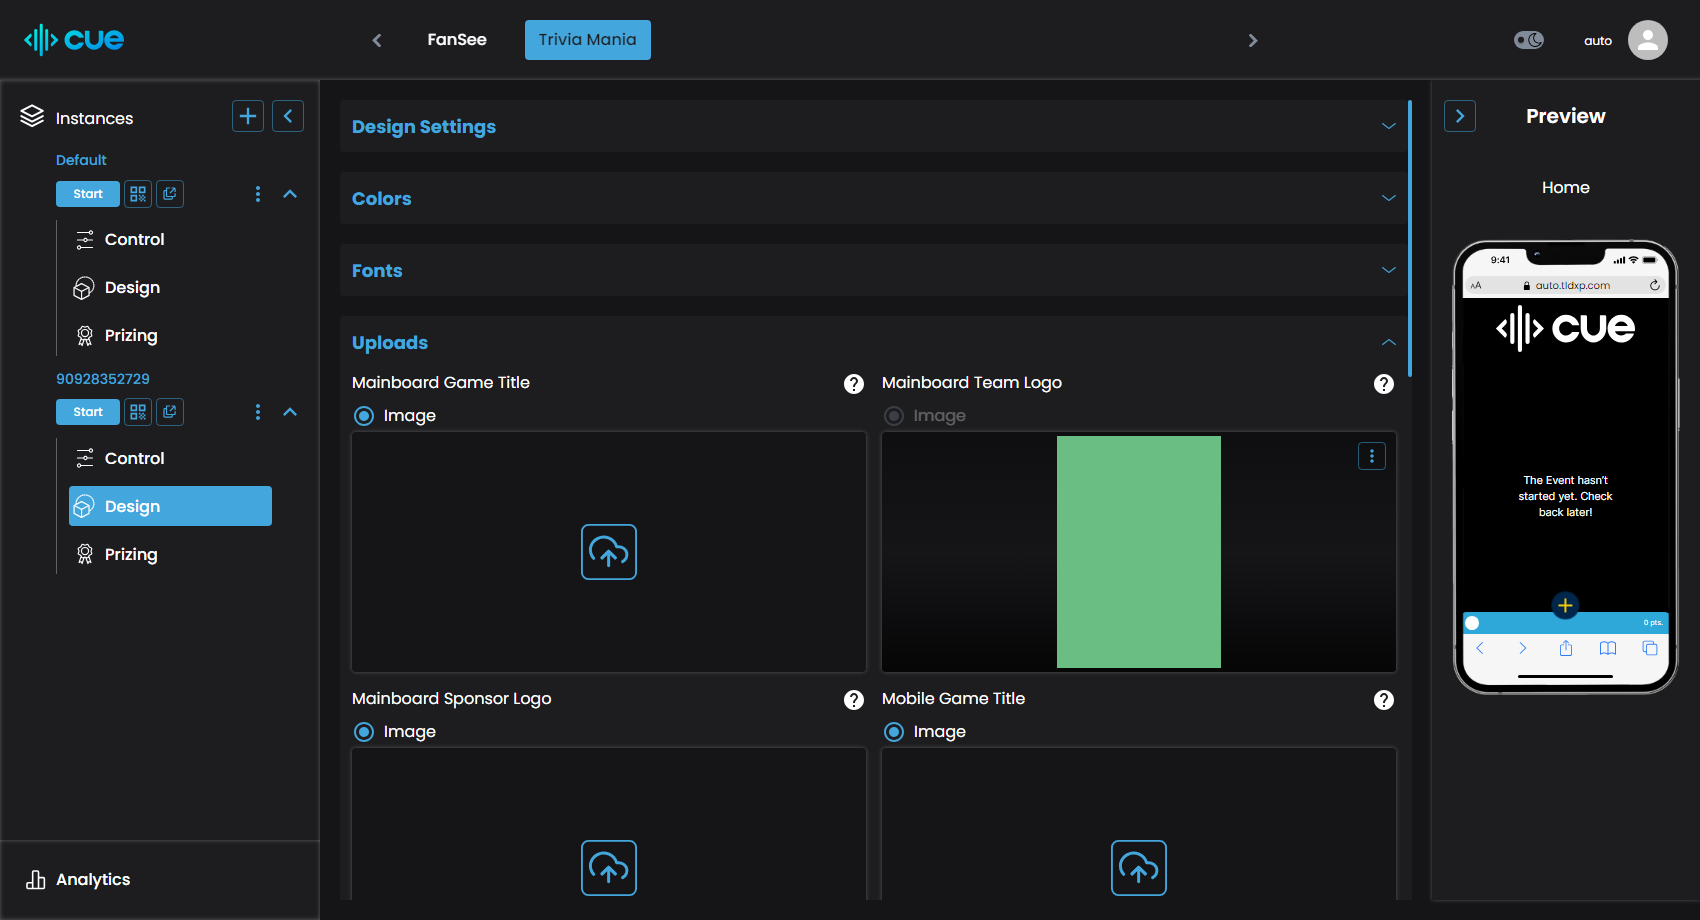 cue
FanSee
Trivia Mania
auto
Instances
Default
Start
Control
Design
Prizing
90928352729
Start
Control
Design
Prizing
Analytics
Design Settings
Colors
Fonts
Uploads
Mainboard Game Title
?
Image
Mainboard Team Logo
?
Image
Mainboard Sponsor Logo
?
Image
Mobile Game Title
?
Image
Preview
Home
9:41
AA
auto.tldxp.com
cue
The Event hasn't
started yet. Check
back later!
0 pts.